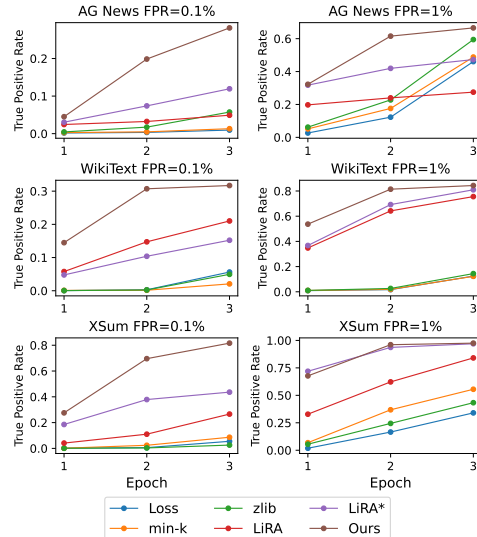 AG News FPR=0.1%
True Positive Rate
0.2
0.1
0.0
1 2 3
AG News FPR=1%
True Positive Rate
0.6
0.4
0.2
0.0
1 2 3
WikiText FPR=0.1%
True Positive Rate
0.3
0.2
0.1
0.0
1 2 3
WikiText FPR=1%
True Positive Rate
0.8
0.6
0.4
0.2
0.0
1 2 3
XSum FPR=0.1%
True Positive Rate
0.8
0.6
0.4
0.2
0.0
1 2 3
Epoch
XSum FPR=1%
True Positive Rate
1.00
0.75
0.50
0.25
0.00
1 2 3
Epoch
Loss zlib LiRA*
min-k LiRA Ours